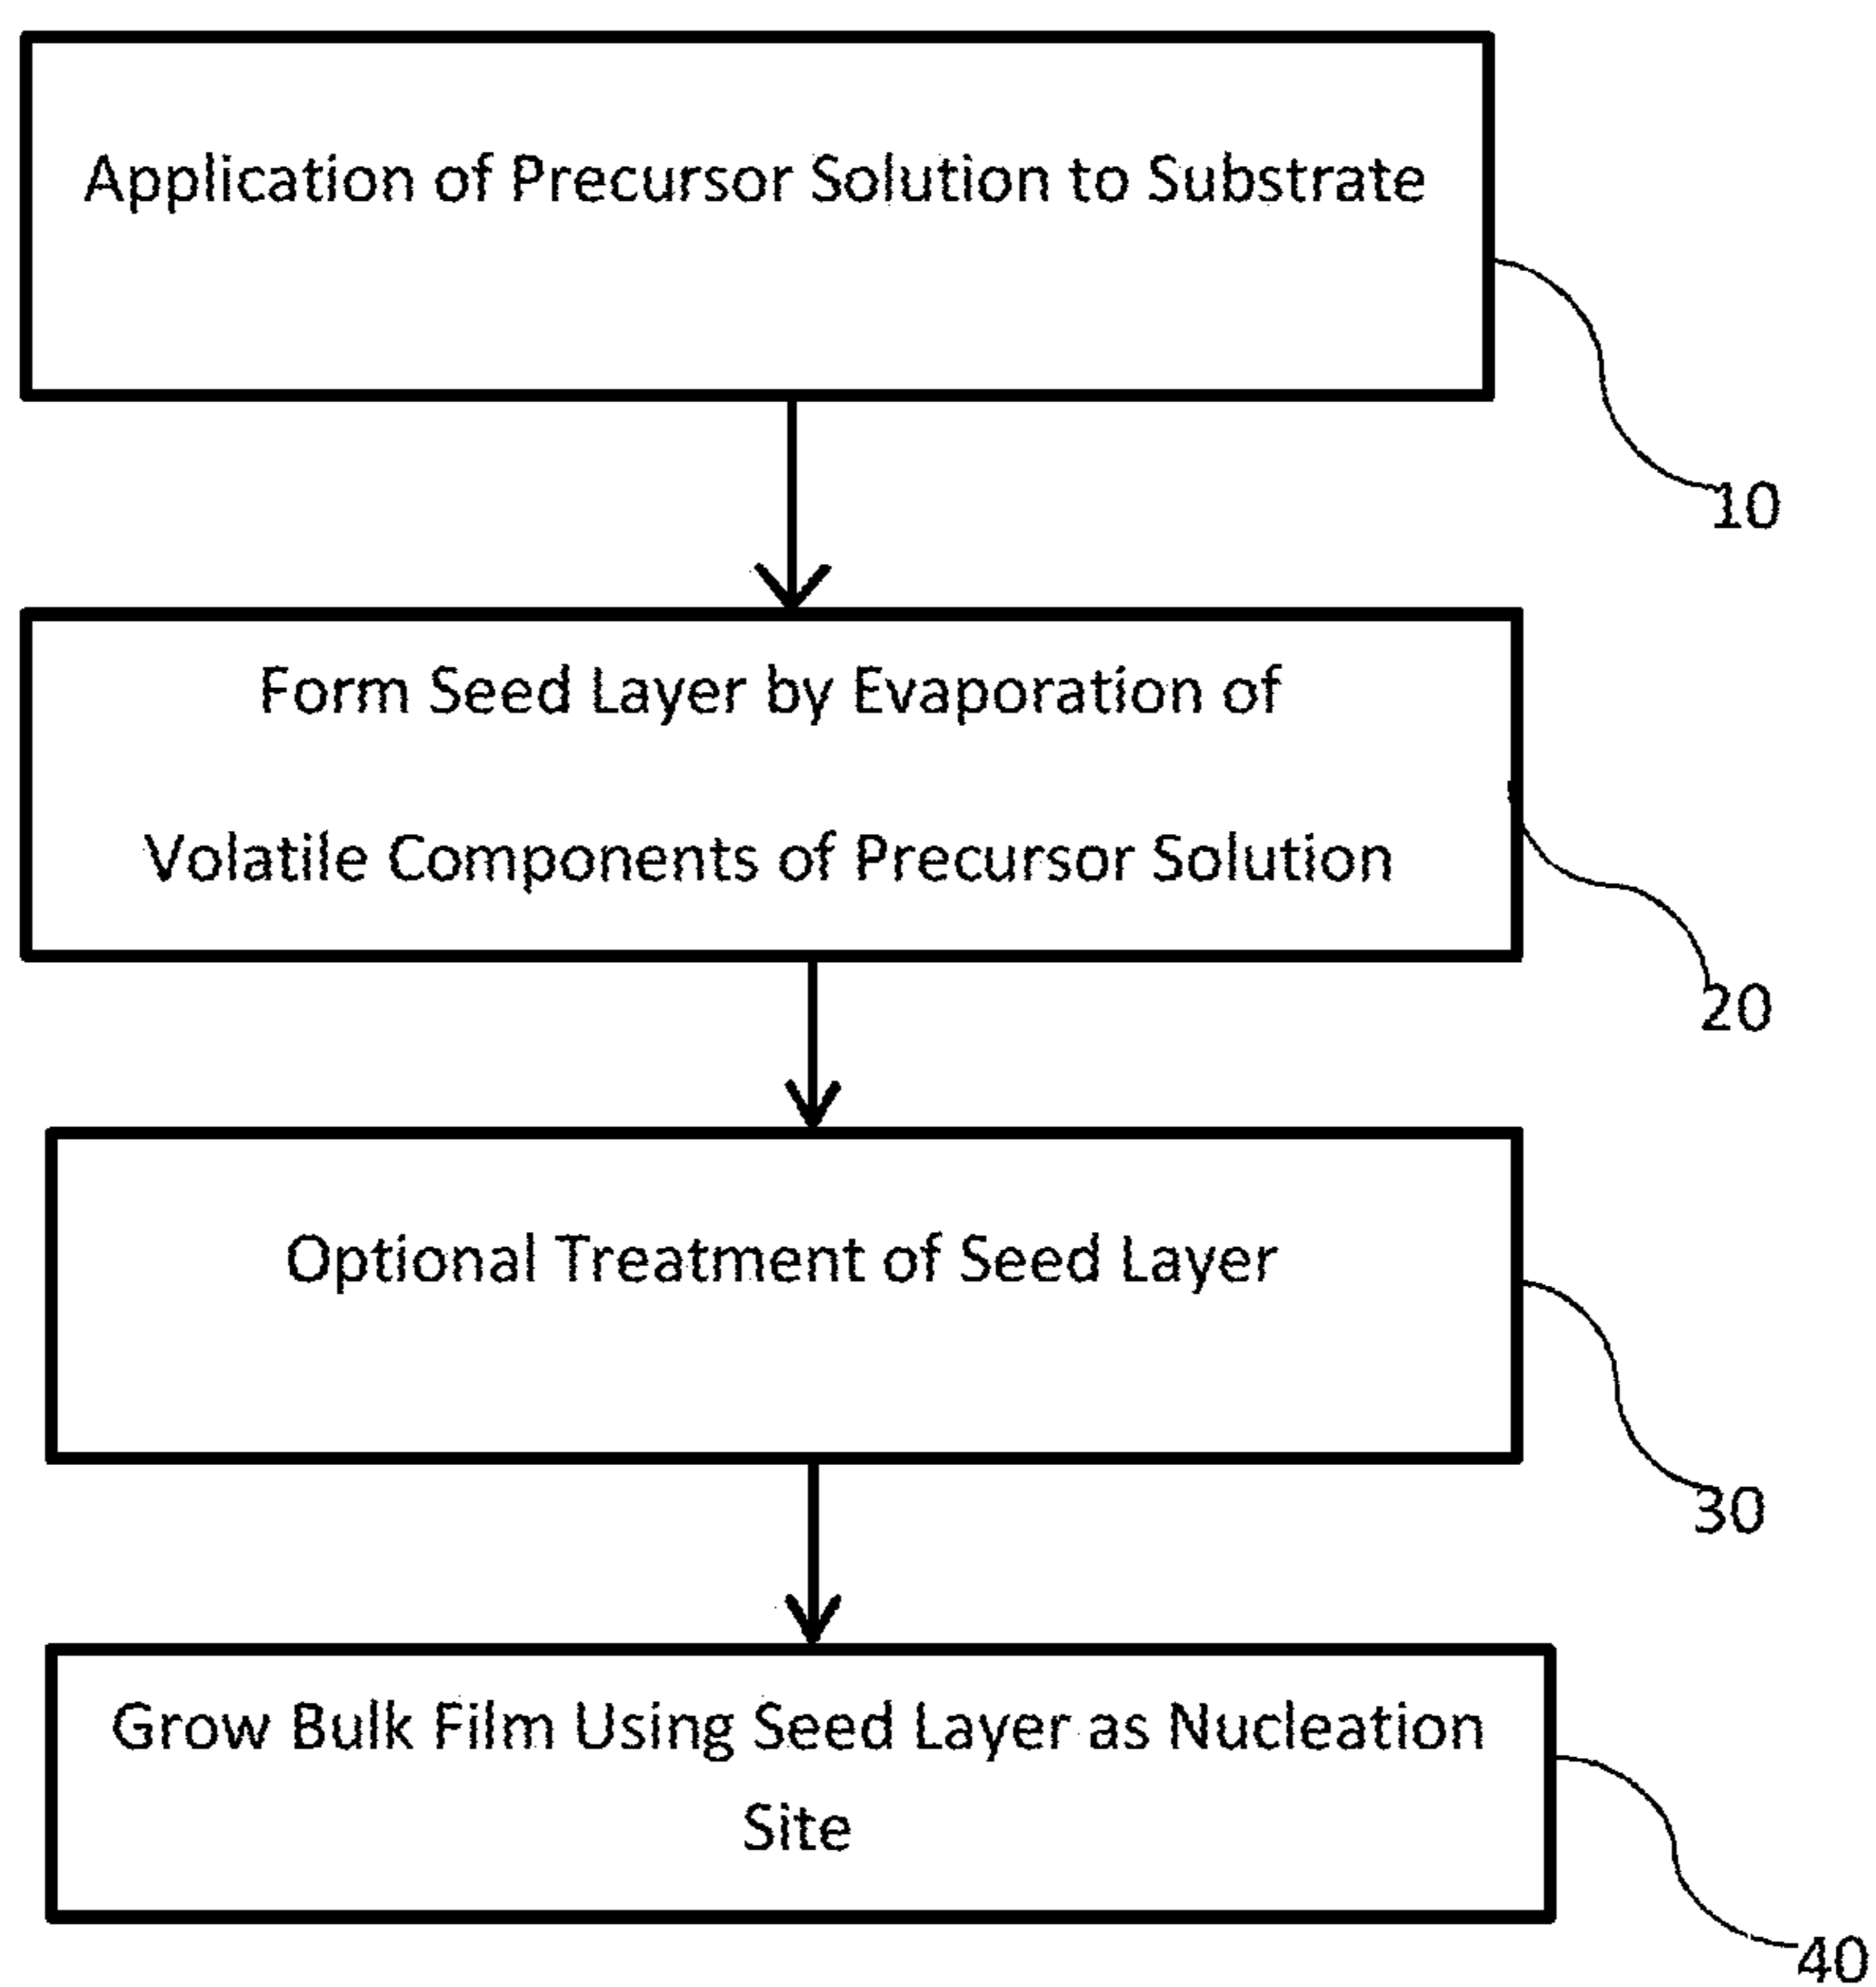 Application of Precursor Solution to Substrate
10
Form Seed Layer by Evaporation of
Volatile Components of Precursor Solution
20
Optional Treatment of Seed Layer
30
Grow Bulk Film Using Seed Layer as Nucleation
Site
40